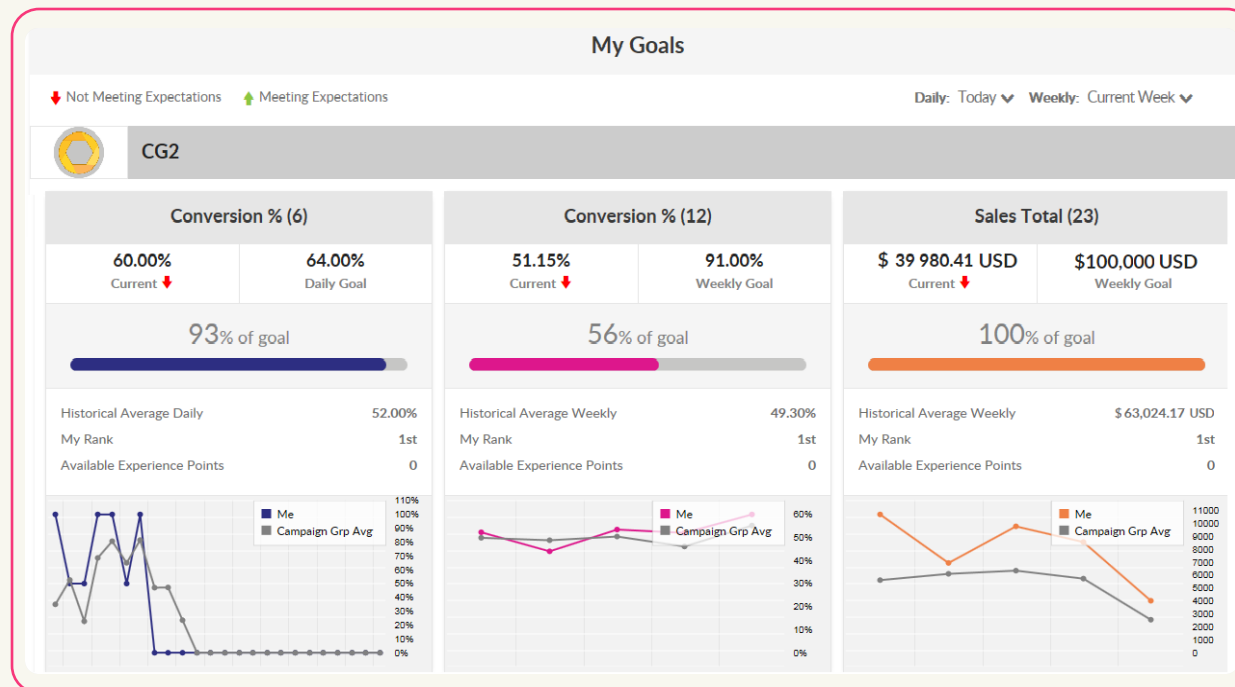 My Goals
Not Meeting Expectations Meeting Expectations Daily: Today Weekly: Current Week
CG2
Conversion % (6)
60.00% 64.00%
Current Daily Goal
93% of goal
Historical Average Daily 52.00%
My Rank 1st
Available Experience Points 0
Me
Campaign Grp Avg
110%
100%
90%
80%
70%
60%
50%
40%
30%
20%
10%
0%
Conversion % (12)
51.15% 91.00%
Current Weekly Goal
56% of goal
Historical Average Weekly 49.30%
My Rank 1st
Available Experience Points 0
Me
Campaign Grp Avg
60%
50%
40%
30%
20%
10%
0%
Sales Total (23)
$ 39 980.41 USD $100,000 USD
Current Weekly Goal
100% of goal
Historical Average Weekly $63,024.17 USD
My Rank 1st
Available Experience Points 0
Me
Campaign Grp Avg
11000
10000
9000
8000
7000
6000
5000
4000
3000
2000
1000
0